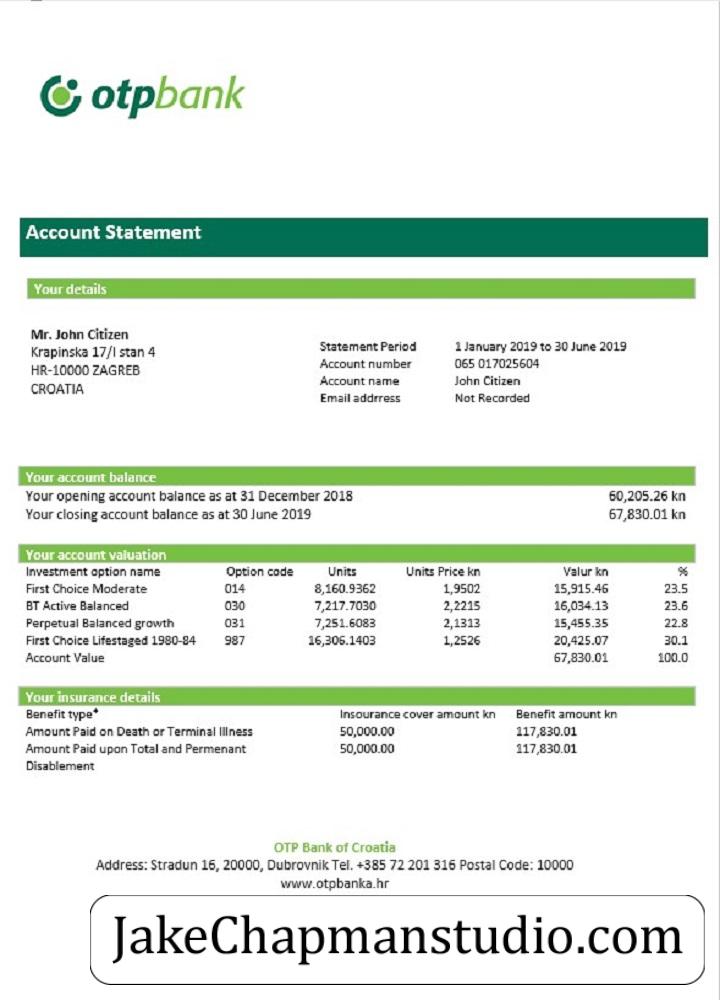 otpbank
Account Statement
Your details
Mr. John Citizen
Krapinska 17/I stan 4
HR-10000 ZAGREB
CROATIA
Statement Period 1 January 2019 to 30 June 2019
Account number 065 017025604
Account name John Citizen
Email addrress Not Recorded
Your account balance
Your opening account balance as at 31 December 2018 60,205.26 kn
Your closing account balance as at 30 June 2019 67,830.01 kn
Your account valuation
Investment option name Option code Units Units Price kn Valur kn %
First Choice Moderate 014 8,160.9362 1,9502 15,915.46 23.5
BT Active Balanced 030 7,217.7030 2,2215 16,034.13 23.6
Perpetual Balanced growth 031 7,251.6083 2,1313 15,455.35 22.8
First Choice Lifestaged 1980-84 987 16,306.1403 1,2526 20,425.07 30.1
Account Value 67,830.01 100.0
Your insurance details
Benefit type* Insourance cover amount kn Benefit amount kn
Amount Paid on Death or Terminal Illness 50,000.00 117,830.01
Amount Paid upon Total and Permenant 50,000.00 117,830.01
Disablement
OTP Bank of Croatia
Address: Stradun 16, 20000, Dubrovnik Tel. +385 72 201 316 Postal Code: 10000
www.otpbanka.hr
JakeChapmanstudio.com